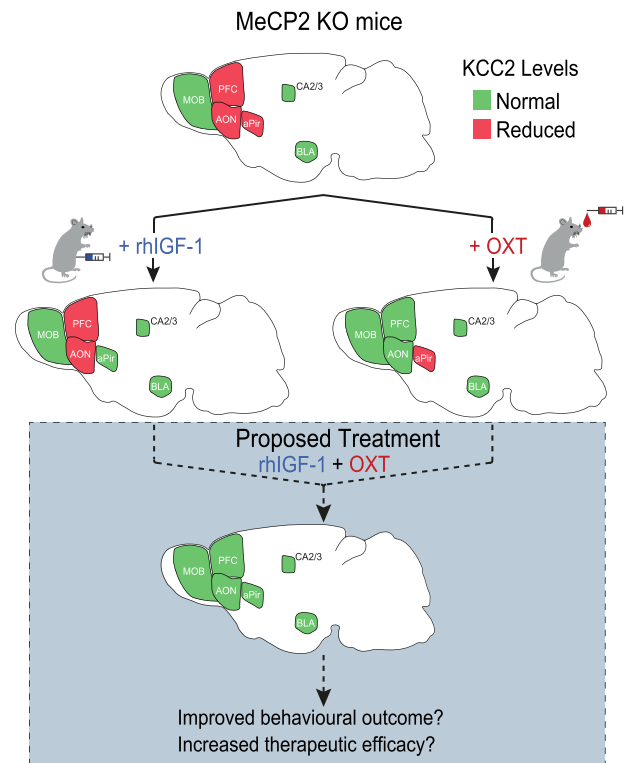 MeCP2 KO mice
KCC2 Levels
Normal
Reduced
MOB
PFC
AON
aPir
CA2/3
BLA
+ rhIGF-1
+ OXT
MOB
PFC
AON
aPir
CA2/3
BLA
MOB
PFC
AON
aPir
CA2/3
BLA
Proposed Treatment
rhIGF-1 + OXT
MOB
PFC
AON
aPir
CA2/3
BLA
Improved behavioural outcome?
Increased therapeutic efficacy?